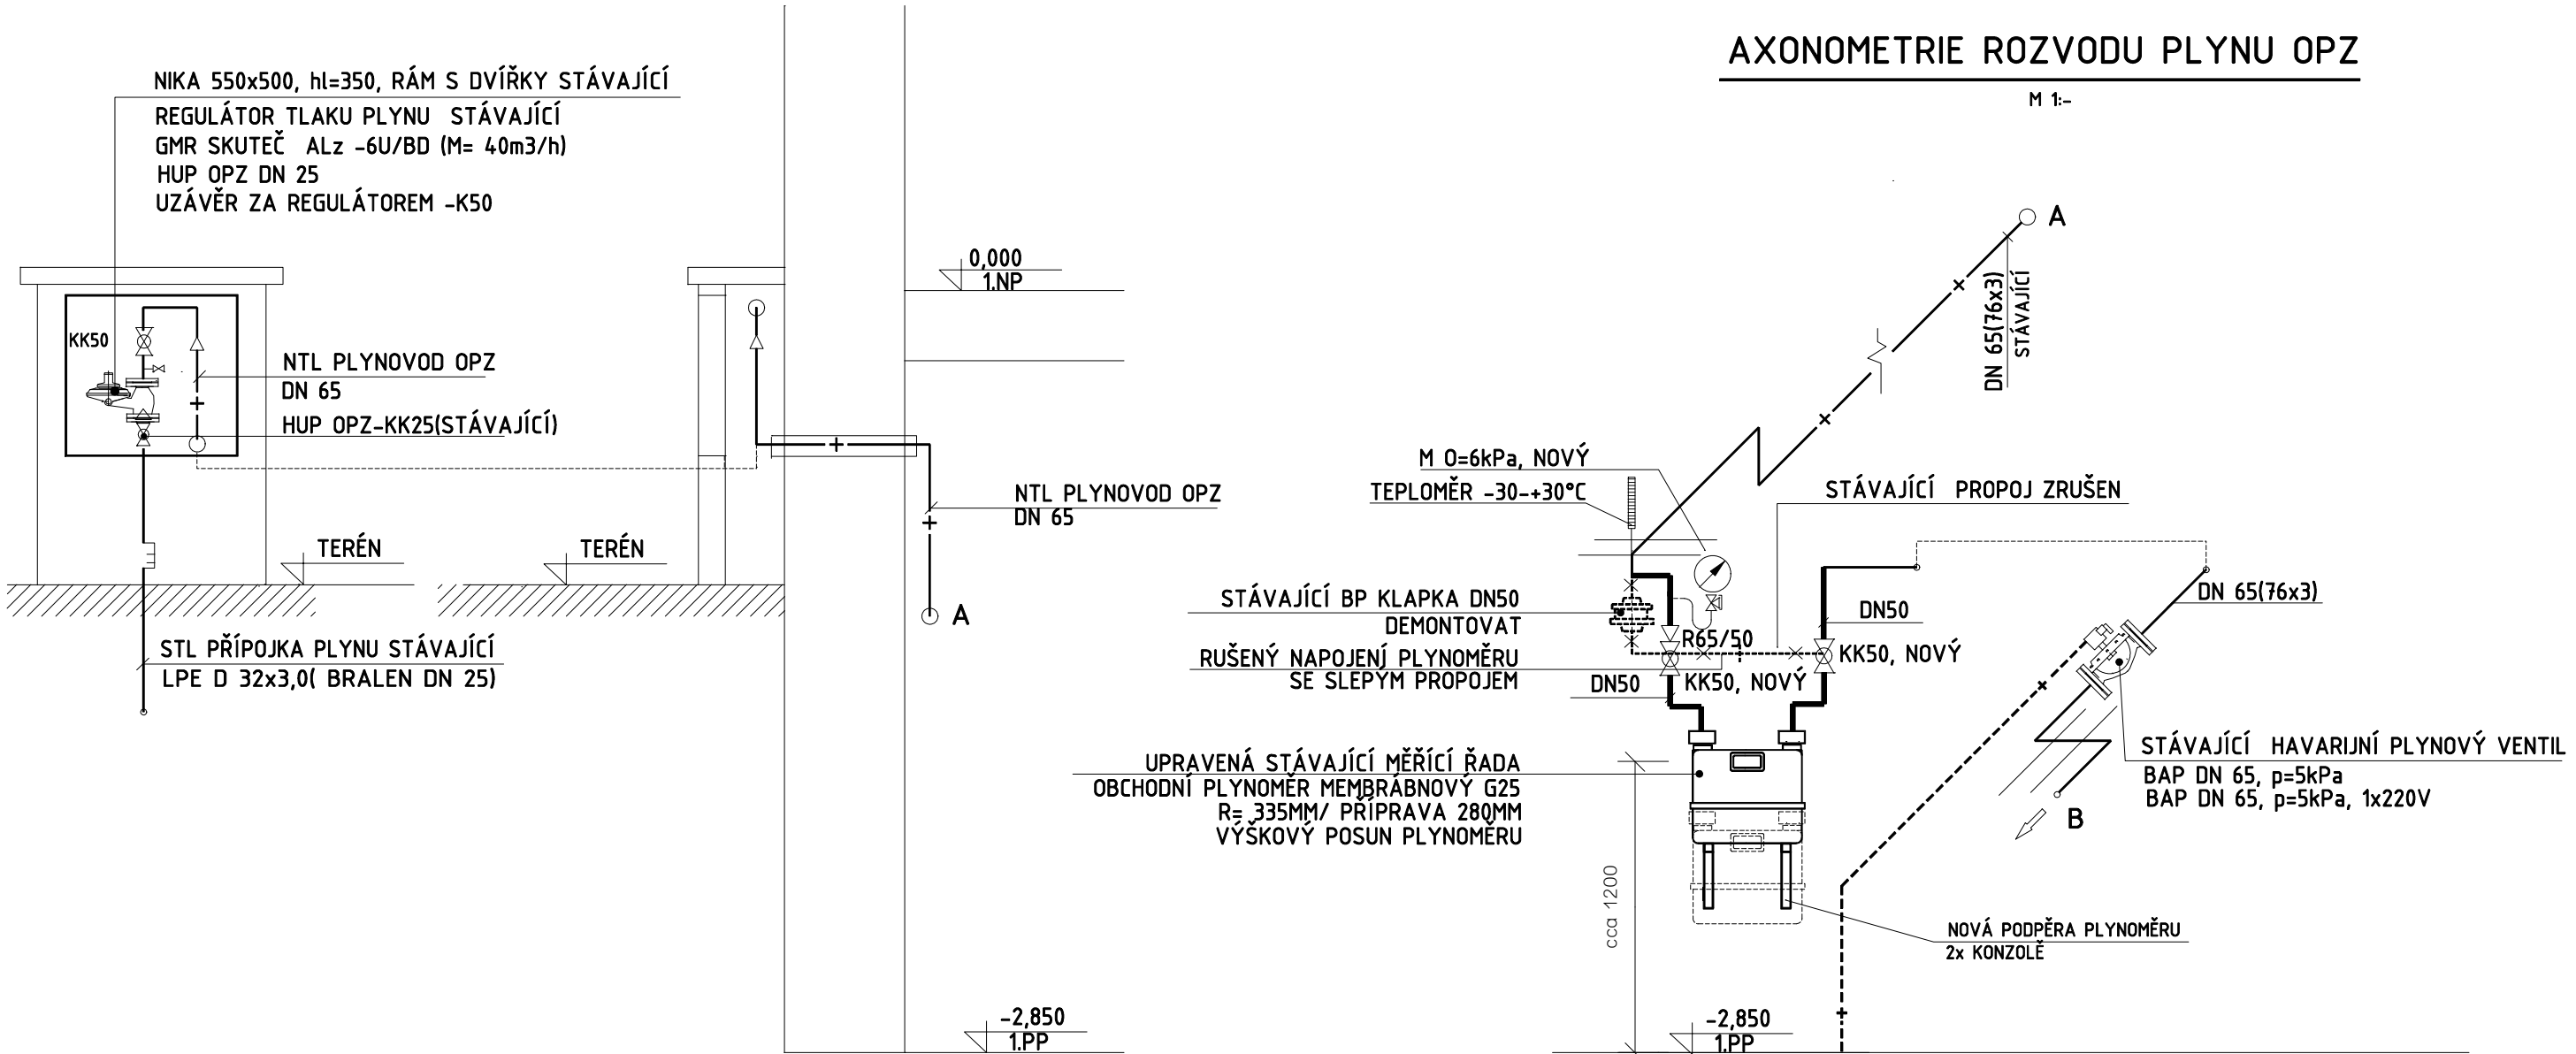 AXONOMETRIE ROZVODU PLYNU OPZ
M 1:-
NIKA 550x500, hl=350, RÁM S DVÍŘKY STÁVAJÍCÍ
REGULÁTOR TLAKU PLYNU STÁVAJÍCÍ
GMR SKUTEČ ALz -6U/BD (M= 40m3/h)
HUP OPZ DN 25
UZÁVĚR ZA REGULÁTOREM -K50
KK50
NTL PLYNOVOD OPZ
DN 65
HUP OPZ-KK25(STÁVAJÍCÍ)
TERÉN
TERÉN
STL PŘÍPOJKA PLYNU STÁVAJÍCÍ
LPE D 32x3,0( BRALEN DN 25)
0,000
1.NP
NTL PLYNOVOD OPZ
DN 65
A
-2,850
1.PP
A
DN 65(76x3)
STÁVAJÍCÍ
M 0=6kPa, NOVÝ
TEPLOMĚR -30-+30°C
STÁVAJÍCÍ PROPOJ ZRUŠEN
STÁVAJÍCÍ BP KLAPKA DN50
DEMONTOVAT
R65/50
RUŠENÝ NAPOJENÍ PLYNOMĚRU
SE SLEPÝM PROPOJEM
DN50
KK50, NOVÝ
DN50
KK50, NOVÝ
DN 65(76x3)
UPRAVENÁ STÁVAJÍCÍ MĚŘÍCÍ ŘADA
OBCHODNÍ PLYNOMĚR MEMBRÁBNOVÝ G25
R= 335MM/ PŘÍPRAVA 280MM
VÝŠKOVÝ POSUN PLYNOMĚRU
STÁVAJÍCÍ HAVARIJNÍ PLYNOVÝ VENTIL
BAP DN 65, p=5kPa
BAP DN 65, p=5kPa, 1x220V
B
cca 1200
NOVÁ PODPĚRA PLYNOMĚRU
2x KONZOLĚ
-2,850
1.PP